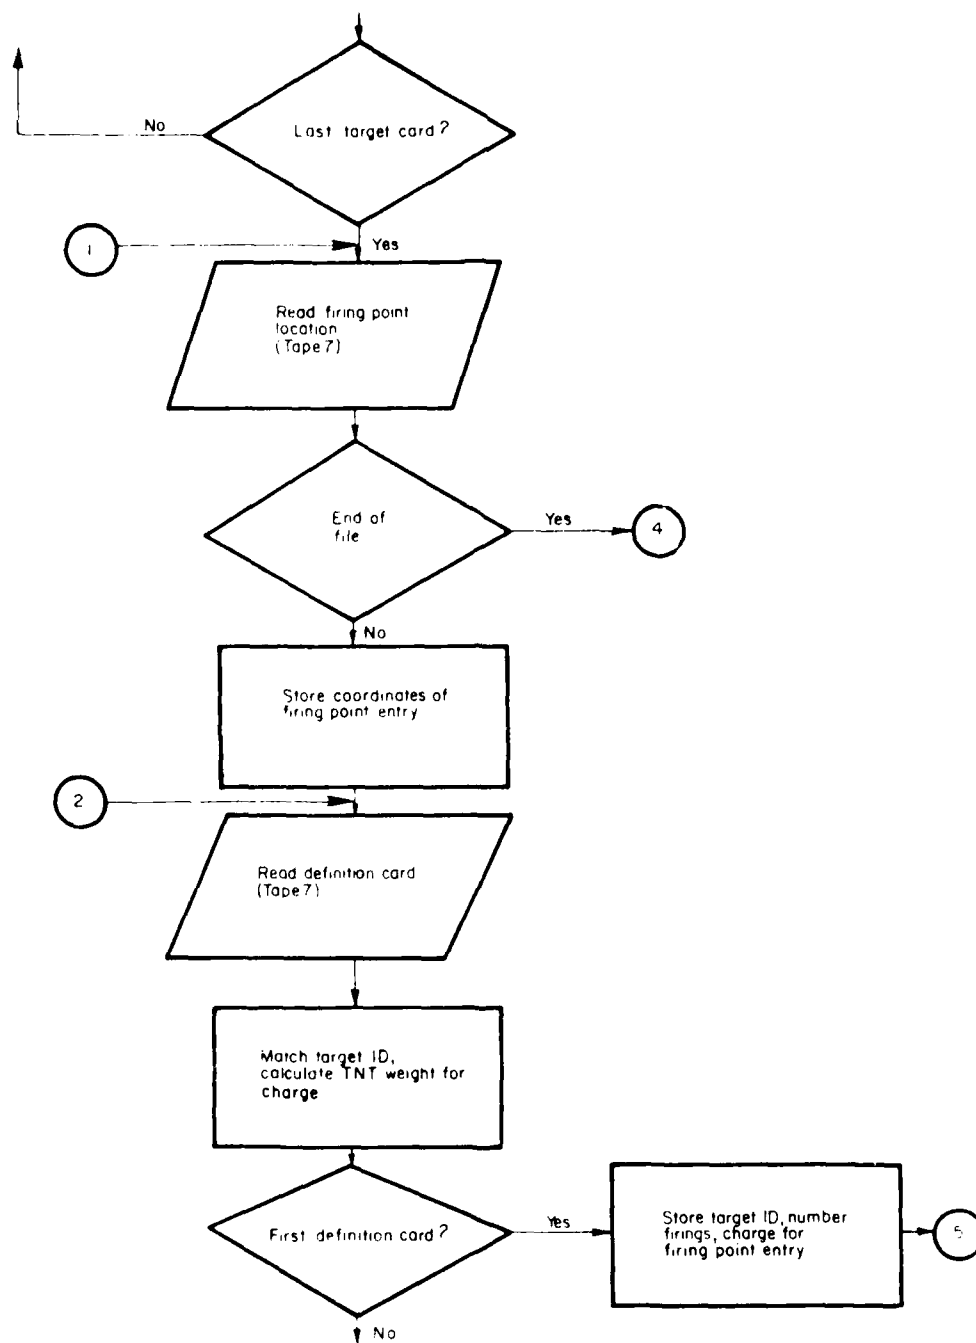 Last target card?
No
1
Yes
Read firing point
location
(Tape 7)
End of
file
Yes
4
No
Store coordinates of
firing point entry
2
Read definition card
(Tape 7)
Match target ID,
calculate TNT weight for
charge
First definition card?
Yes
Store target ID, number
firings, charge for
firing point entry
5
No